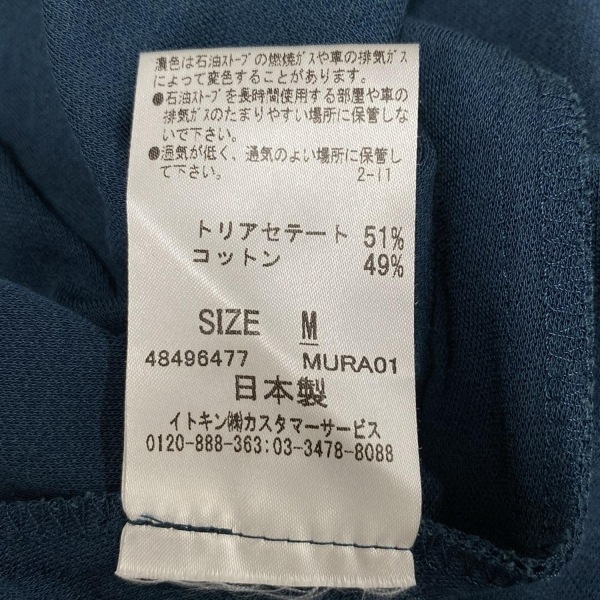 濃色は石油ｽﾄｰﾌﾞの燃焼ｶﾞｽや車の排気ｶﾞｽ
によって変色することがあります。
●石油ｽﾄｰﾌﾞを長時間使用する部屋や車の
排気ｶﾞｽのたまりやすい場所に保管しな
いで下さい。
●湿気が低く、通気のよい場所に保管し
て下さい。 2-11
トリアセテート 51%
コットン 49%
SIZE M
48496477 MURA01
日本製
イトキン㈱カスタマーサービス
0120-888-363:03-3478-8088